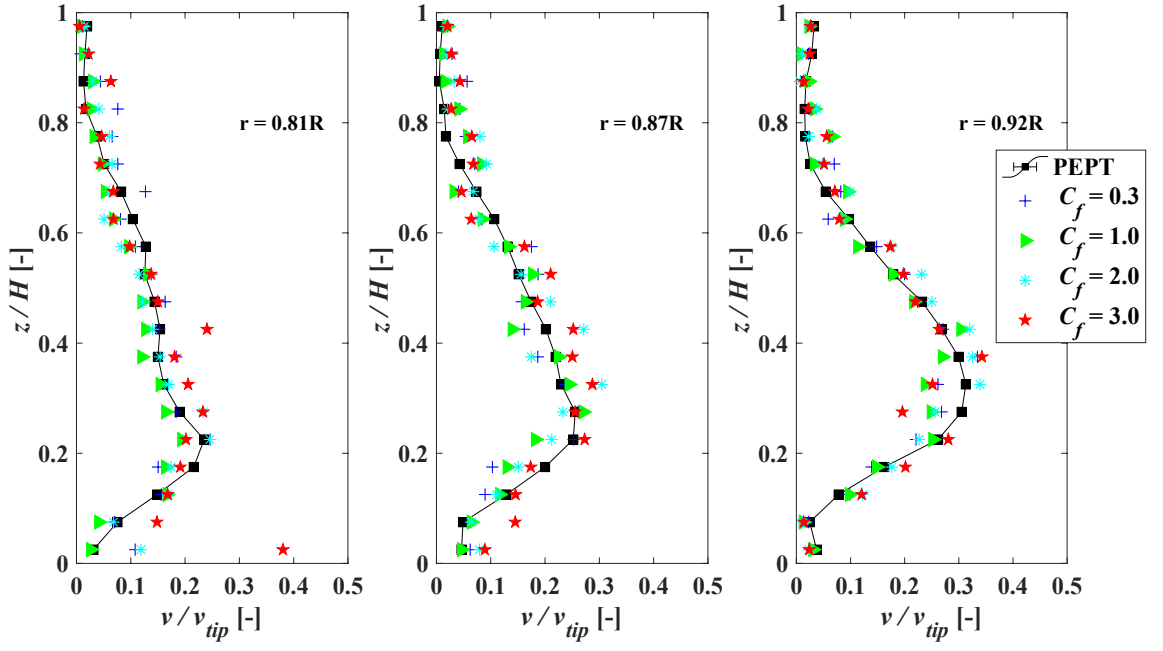 1
0.8
0.6
0.4
0.2
0
z / H [-]
r = 0.81R
0
0.1
0.2
0.3
0.4
0.5
v / v_tip [-]
1
0.8
0.6
0.4
0.2
0
z / H [-]
r = 0.87R
0
0.1
0.2
0.3
0.4
0.5
v / v_tip [-]
1
0.8
0.6
0.4
0.2
0
z / H [-]
r = 0.92R
0
0.1
0.2
0.3
0.4
0.5
v / v_tip [-]
PEPT
C_f = 0.3
C_f = 1.0
C_f = 2.0
C_f = 3.0